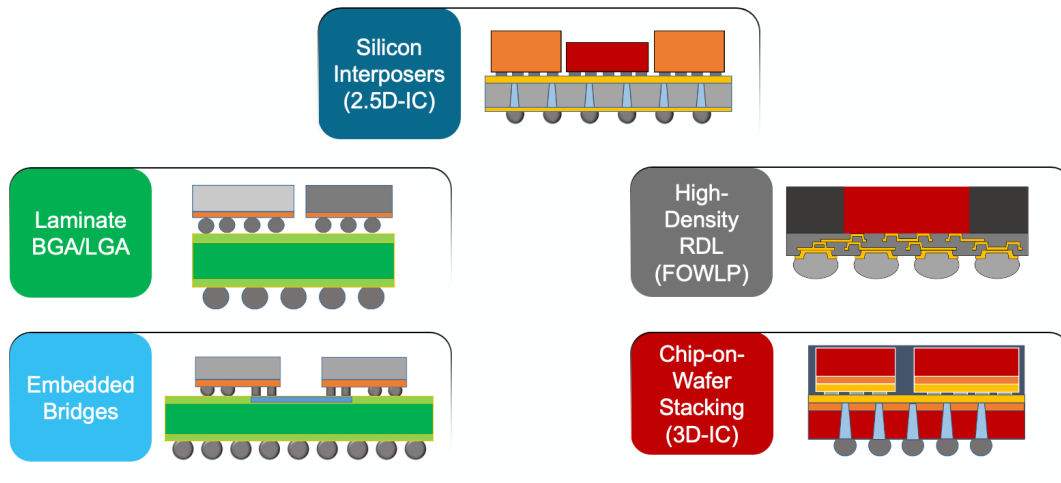 Silicon
Interposers
(2.5D-IC)
Laminate
BGA/LGA
High-
Density
RDL
(FOWLP)
Embedded
Bridges
Chip-on-
Wafer
Stacking
(3D-IC)